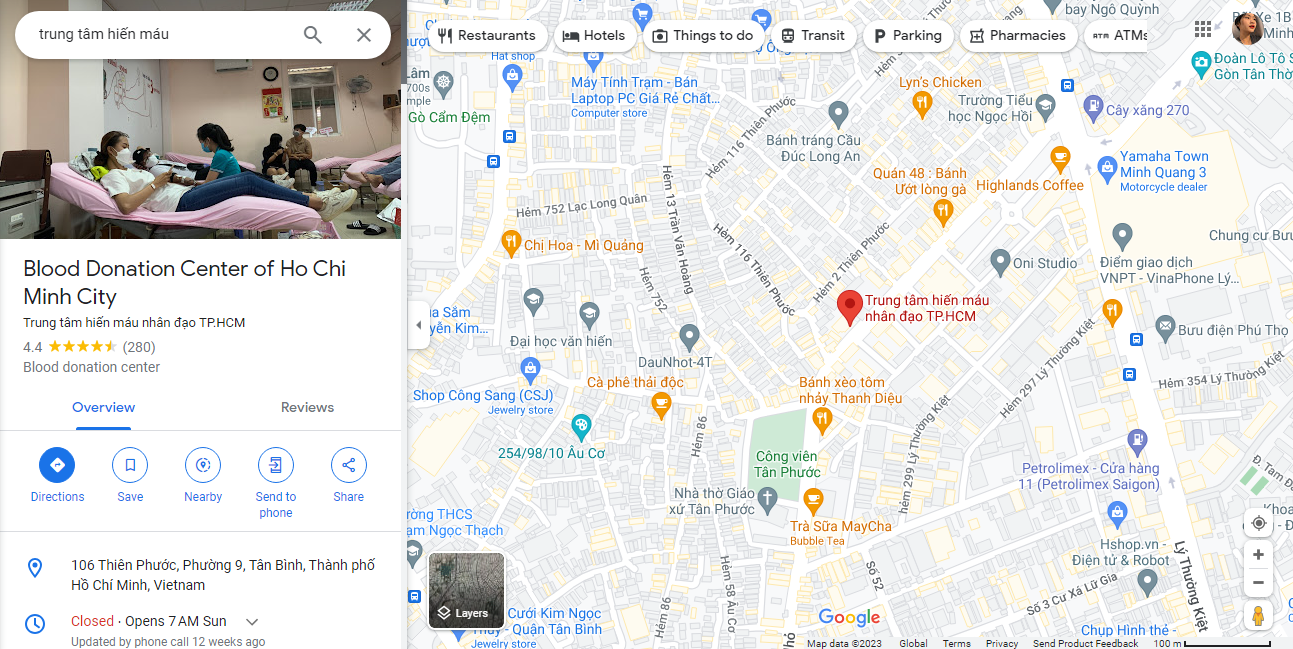 trung tâm hiến máu
Restaurants
Hotels
Things to do
Transit
Parking
Pharmacies
ATMs
Blood Donation Center of Ho Chi
Minh City
Trung tâm hiến máu nhân đạo TP.HCM
4.4 (280)
Blood donation center
Overview
Reviews
Directions
Save
Nearby
Send to
phone
Share
106 Thiên Phước, Phường 9, Tân Bình, Thành phố
Hồ Chí Minh, Vietnam
Closed · Opens 7 AM Sun
Updated by phone call 12 weeks ago
bay Ngô Quỳnh
Hat shop
Máy Tính Trạm - Bán
Laptop PC Giá Rẻ Chất...
Computer store
Gò Cẩm Đệm
Lyn's Chicken
Trường Tiểu
học Ngọc Hồi
Cây xăng 270
Đoàn Lô Tô S
Gòn Tân Thờ
Bánh tráng Cầu
Đúc Long An
Hẻm 116 Thiên Phước
Quán 48 : Bánh
Ướt lòng gà
Highlands Coffee
Yamaha Town
Minh Quang 3
Motorcycle dealer
Hẻm 13 Trần Văn Hoàng
Hẻm 752 Lạc Long Quân
Chị Hoa - Mì Quảng
Hẻm 116 Thiên Phước
Hẻm 2 Thiên Phước
Oni Studio
Chung cư Bưu
Điểm giao dịch
VNPT - VinaPhone Lý...
Hẻm 752
Trung tâm hiến máu
nhân đạo TP.HCM
ùa Sắm
yễn Kim...
Đại học văn hiến
DauNhot-4T
Bưu điện Phú Thọ
Cà phê thái độc
Bánh xèo tôm
nhảy Thanh Diệu
Hẻm 297 Lý Thường Kiệt
Hẻm 354 Lý Thường Kiệt
Shop Công Sang (CSJ)
Jewelry store
254/98/10 Âu Cơ
Hẻm 86
Công viên
Tân Phước
Hẻm 299 Lý Thường Kiệt
Petrolimex - Cửa hàng
11 (Petrolimex Saigon)
Nhà thờ Giáo
xứ Tân Phước
Trà Sữa MayCha
Bubble Tea
ường THCS
ạm Ngọc Thạch
Hshop.vn -
Điện tử & Robot
Lý Thường Kiệt
Số 52
Số 3 Cư Xá Lữ Gia
Layers
Cưới Kim Ngọc
Thủy - Quận Tân Bình
Jewelry store
Hẻm 86
Hẻm 58 Âu Cơ
Google
Chụp Hình thẻ -
Map data ©2023
Global
Terms
Privacy
Send Product Feedback
100 m